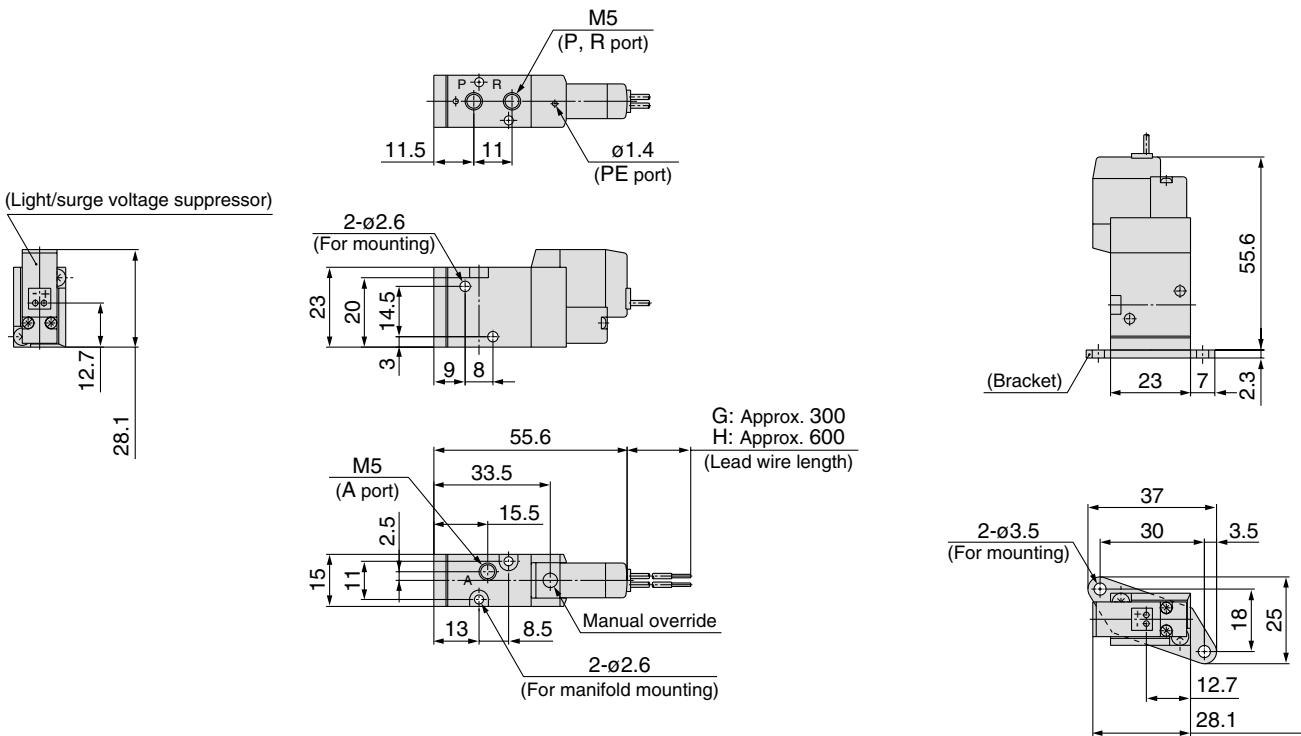 M5
(P, R port)
P
R
11.5
11
ø1.4
(PE port)
(Light/surge voltage suppressor)
+
-
12.7
28.1
2-ø2.6
(For mounting)
23
20
14.5
3
9
8
55.6
(Bracket)
23
7
2.3
G: Approx. 300
H: Approx. 600
(Lead wire length)
55.6
M5
(A port)
33.5
15.5
2.5
15
11
A
13
8.5
Manual override
2-ø2.6
(For manifold mounting)
37
2-ø3.5
(For mounting)
30
3.5
+
-
18
25
12.7
28.1